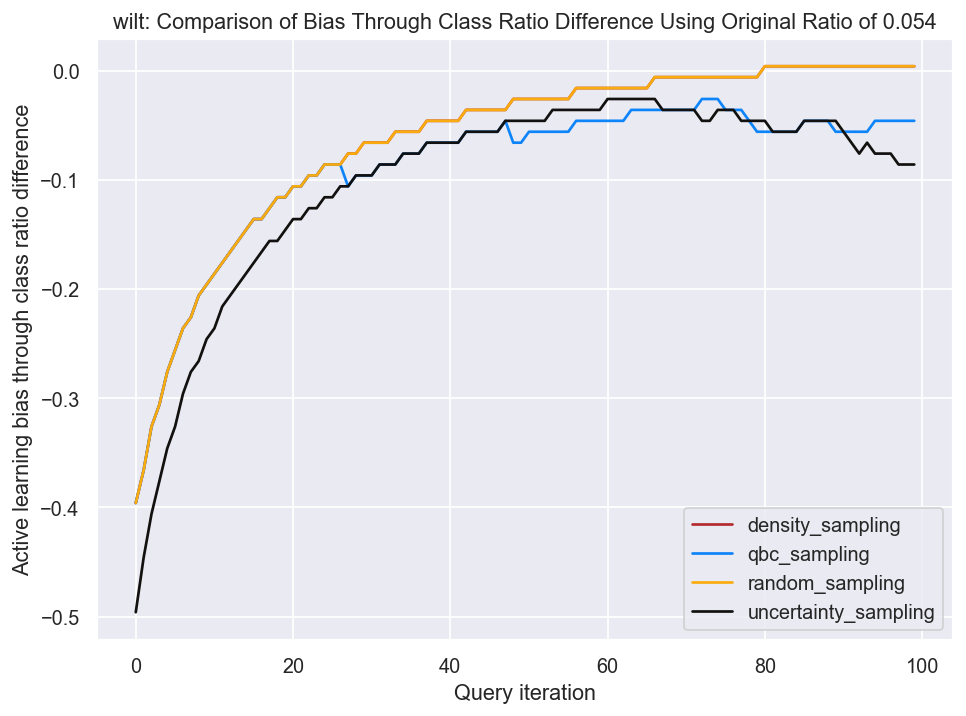 wilt: Comparison of Bias Through Class Ratio Difference Using Original Ratio of 0.054
Active learning bias through class ratio difference
0.0
−0.1
−0.2
−0.3
−0.4
−0.5
density_sampling
qbc_sampling
random_sampling
uncertainty_sampling
0 20 40 60 80 100
Query iteration